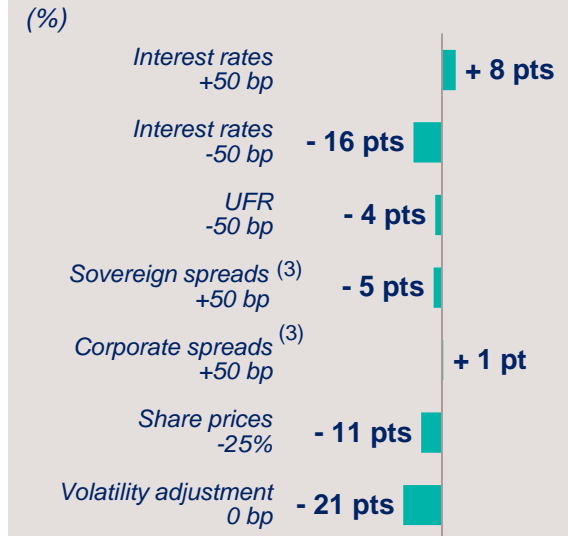 (%)
Interest rates
+50 bp
+ 8 pts
Interest rates
-50 bp
- 16 pts
UFR
-50 bp
- 4 pts
Sovereign spreads (3)
+50 bp
- 5 pts
Corporate spreads (3)
+50 bp
+ 1 pt
Share prices
-25%
- 11 pts
Volatility adjustment
0 bp
- 21 pts